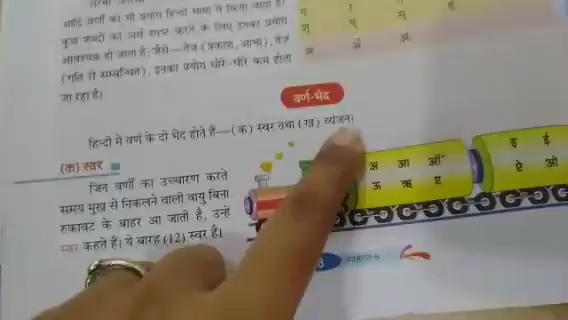 आदि वर्णों का भी प्रयोग हिन्दी भाषा में किया जाता है।
कुछ शब्दों का अर्थ स्पष्ट करने के लिए इनका प्रयोग
आवश्यक हो जाता है, जैसे—तेज़ (प्रकाश, आभा), तेज़
(गति से सम्बन्धित), इनका प्रयोग धीरे-धीरे कम होता
जा रहा है।
वर्ण-भेद
हिन्दी में वर्ण के दो भेद होते हैं—(क) स्वर तथा (ख) व्यंजन।
(क) स्वर
जिन वर्णों का उच्चारण करते
समय मुख से निकलने वाली वायु बिना
रुकावट के बाहर आ जाती है, उन्हें
स्वर कहते हैं। ये बारह (12) स्वर हैं।
अ आ ऑ
ऊ ऋ ए
इ ई
ऐ ओ